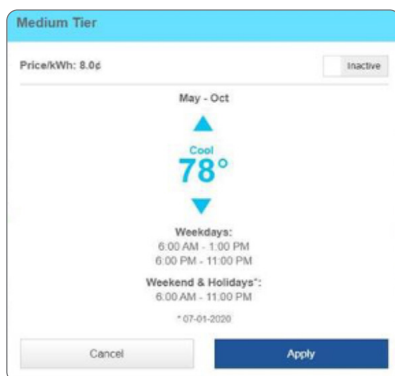 Medium Tier
Price/kWh: 8.0¢
Inactive
May - Oct
Cool
78°
Weekdays:
6:00 AM - 1:00 PM
6:00 PM - 11:00 PM
Weekend & Holidays*:
6:00 AM - 11:00 PM
* 07-01-2020
Cancel
Apply